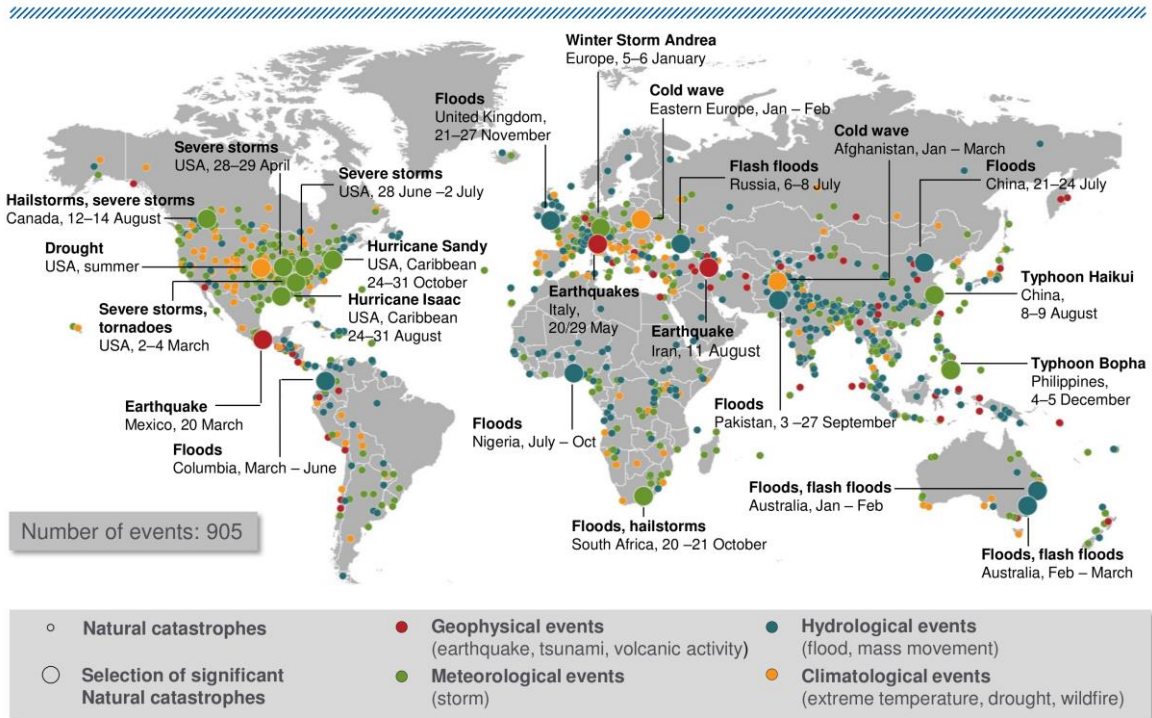 Winter Storm Andrea
Europe, 5–6 January
Cold wave
Eastern Europe, Jan – Feb
Floods
United Kingdom,
21–27 November
Cold wave
Afghanistan, Jan – March
Severe storms
USA, 28–29 April
Severe storms
USA, 28 June –2 July
Flash floods
Russia, 6–8 July
Floods
China, 21–24 July
Hailstorms, severe storms
Canada, 12–14 August
Drought
USA, summer
Hurricane Sandy
USA, Caribbean
24–31 October
Hurricane Isaac
USA, Caribbean
24–31 August
Severe storms,
tornadoes
USA, 2–4 March
Earthquakes
Italy,
20/29 May
Earthquake
Iran, 11 August
Typhoon Haikui
China,
8–9 August
Typhoon Bopha
Philippines,
4–5 December
Earthquake
Mexico, 20 March
Floods
Columbia, March – June
Floods
Nigeria, July – Oct
Floods
Pakistan, 3 –27 September
Floods, flash floods
Australia, Jan – Feb
Floods, hailstorms
South Africa, 20 –21 October
Floods, flash floods
Australia, Feb – March
Number of events: 905
Natural catastrophes
Selection of significant
Natural catastrophes
Geophysical events
(earthquake, tsunami, volcanic activity)
Meteorological events
(storm)
Hydrological events
(flood, mass movement)
Climatological events
(extreme temperature, drought, wildfire)